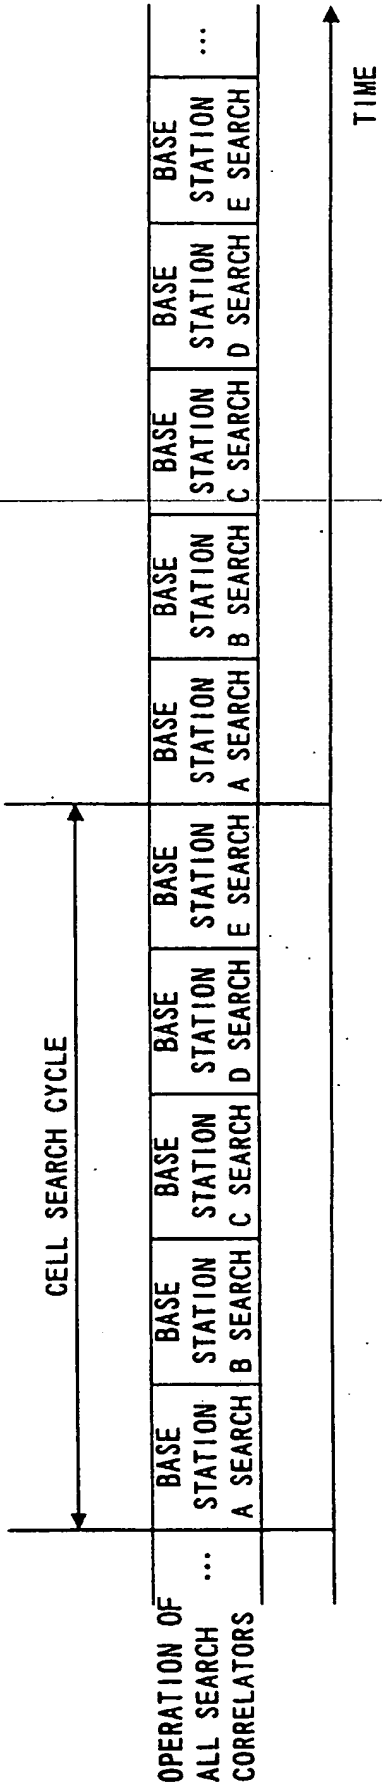 CELL SEARCH CYCLE
OPERATION OF
ALL SEARCH
CORRELATORS
...
BASE
STATION
A SEARCH
BASE
STATION
B SEARCH
BASE
STATION
C SEARCH
BASE
STATION
D SEARCH
BASE
STATION
E SEARCH
BASE
STATION
A SEARCH
BASE
STATION
B SEARCH
BASE
STATION
C SEARCH
BASE
STATION
D SEARCH
BASE
STATION
E SEARCH
...
TIME